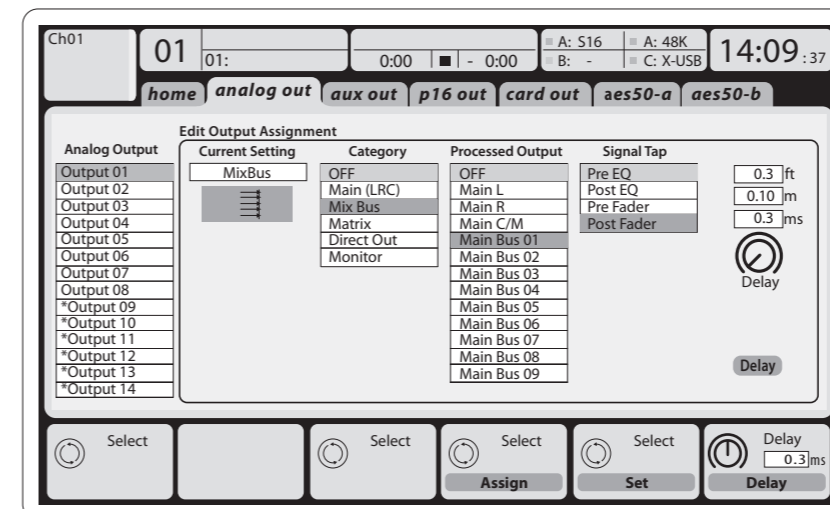 Ch01
01
01:
0:00 - 0:00
A: S16
B: -
A: 48K
C: X-USB
14:09 :37
home
analog out
aux out
p16 out
card out
aes50-a
aes50-b
Edit Output Assignment
Analog Output
Output 01
Output 02
Output 03
Output 04
Output 05
Output 06
Output 07
Output 08
*Output 09
*Output 10
*Output 11
*Output 12
*Output 13
*Output 14
Current Setting
MixBus
Category
OFF
Main (LRC)
Mix Bus
Matrix
Direct Out
Monitor
Processed Output
OFF
Main L
Main R
Main C/M
Main Bus 01
Main Bus 02
Main Bus 03
Main Bus 04
Main Bus 05
Main Bus 06
Main Bus 07
Main Bus 08
Main Bus 09
Signal Tap
Pre EQ
Post EQ
Pre Fader
Post Fader
0.3 ft
0.10 m
0.3 ms
Delay
Delay
Select
Select
Select
Assign
Select
Set
Delay
0.3 ms
Delay